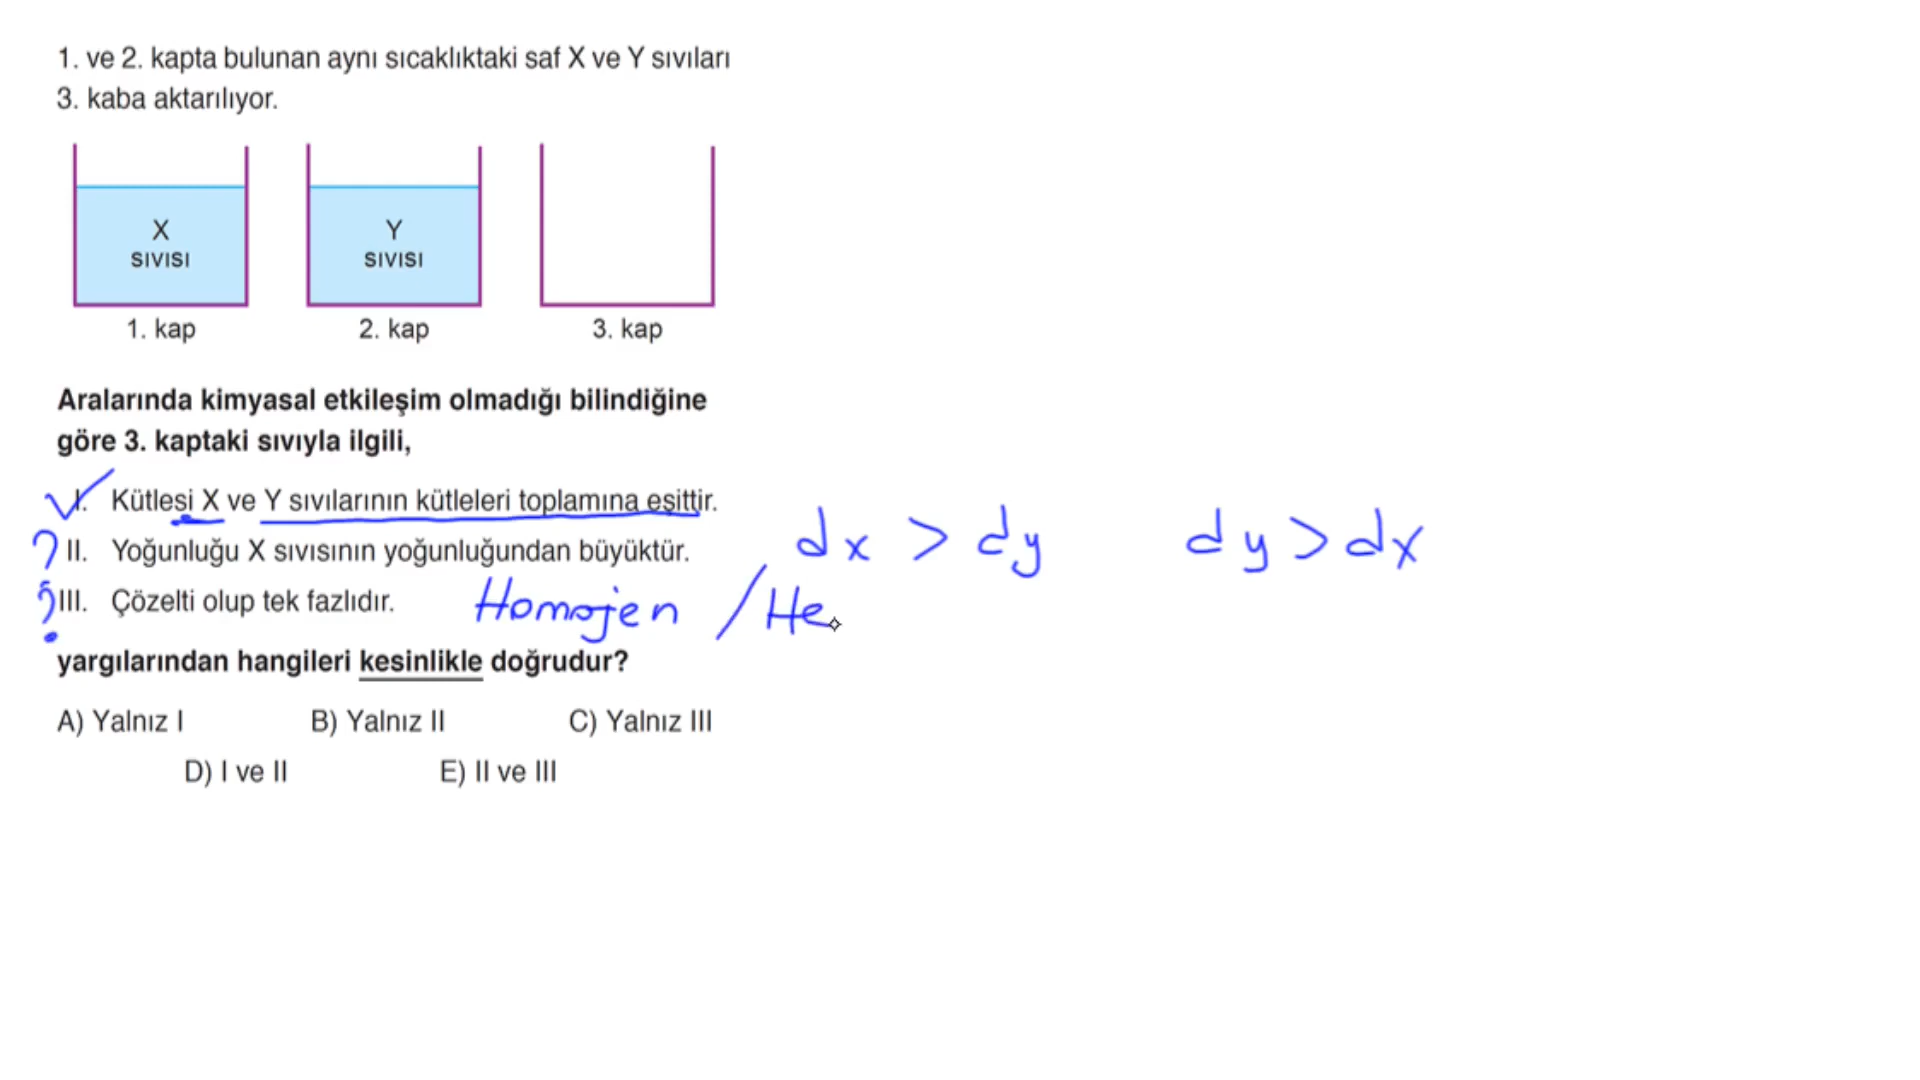 1. ve 2. kapta bulunan aynı sıcaklıktaki saf X ve Y sıvıları
3. kaba aktarılıyor.
X
SIVISI
Y
SIVISI
1. kap
2. kap
3. kap
Aralarında kimyasal etkileşim olmadığı bilindiğine
göre 3. kaptaki sıvıyla ilgili,
I. Kütlesi X ve Y sıvılarının kütleleri toplamına eşittir.
? II. Yoğunluğu X sıvısının yoğunluğundan büyüktür.
dx > dy dy > dx
? III. Çözelti olup tek fazlıdır.
Homojen / He
yargılarından hangileri kesinlikle doğrudur?
A) Yalnız I B) Yalnız II C) Yalnız III
D) I ve II E) II ve III